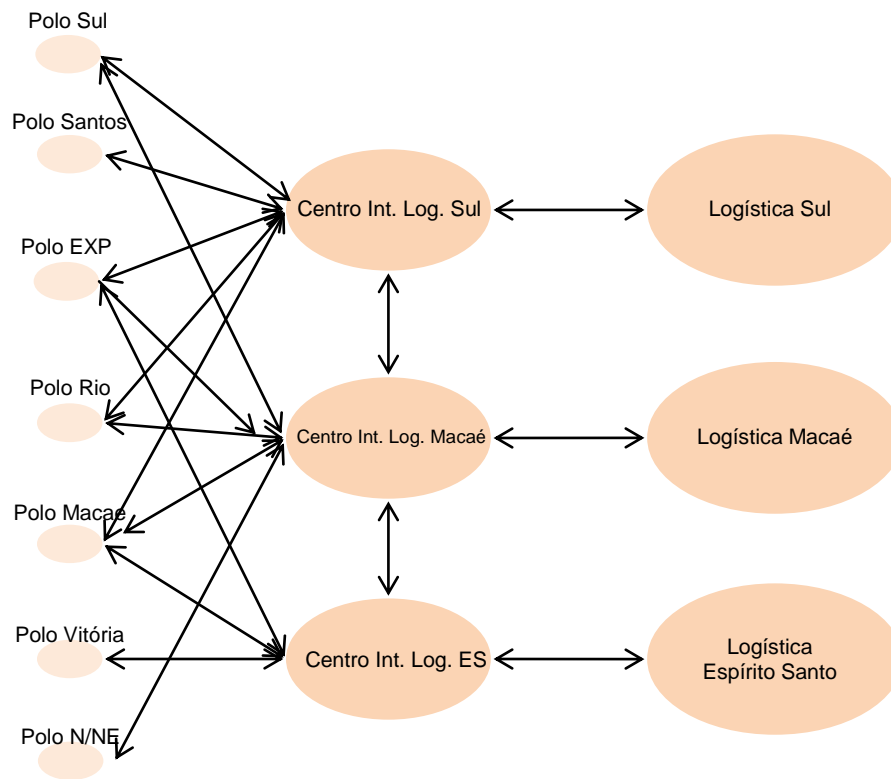 Polo Sul
Polo Santos
Polo EXP
Polo Rio
Polo Macaé
Polo Vitória
Polo N/NE
Centro Int. Log. Sul
Centro Int. Log. Macaé
Centro Int. Log. ES
Logística Sul
Logística Macaé
Logística
Espírito Santo